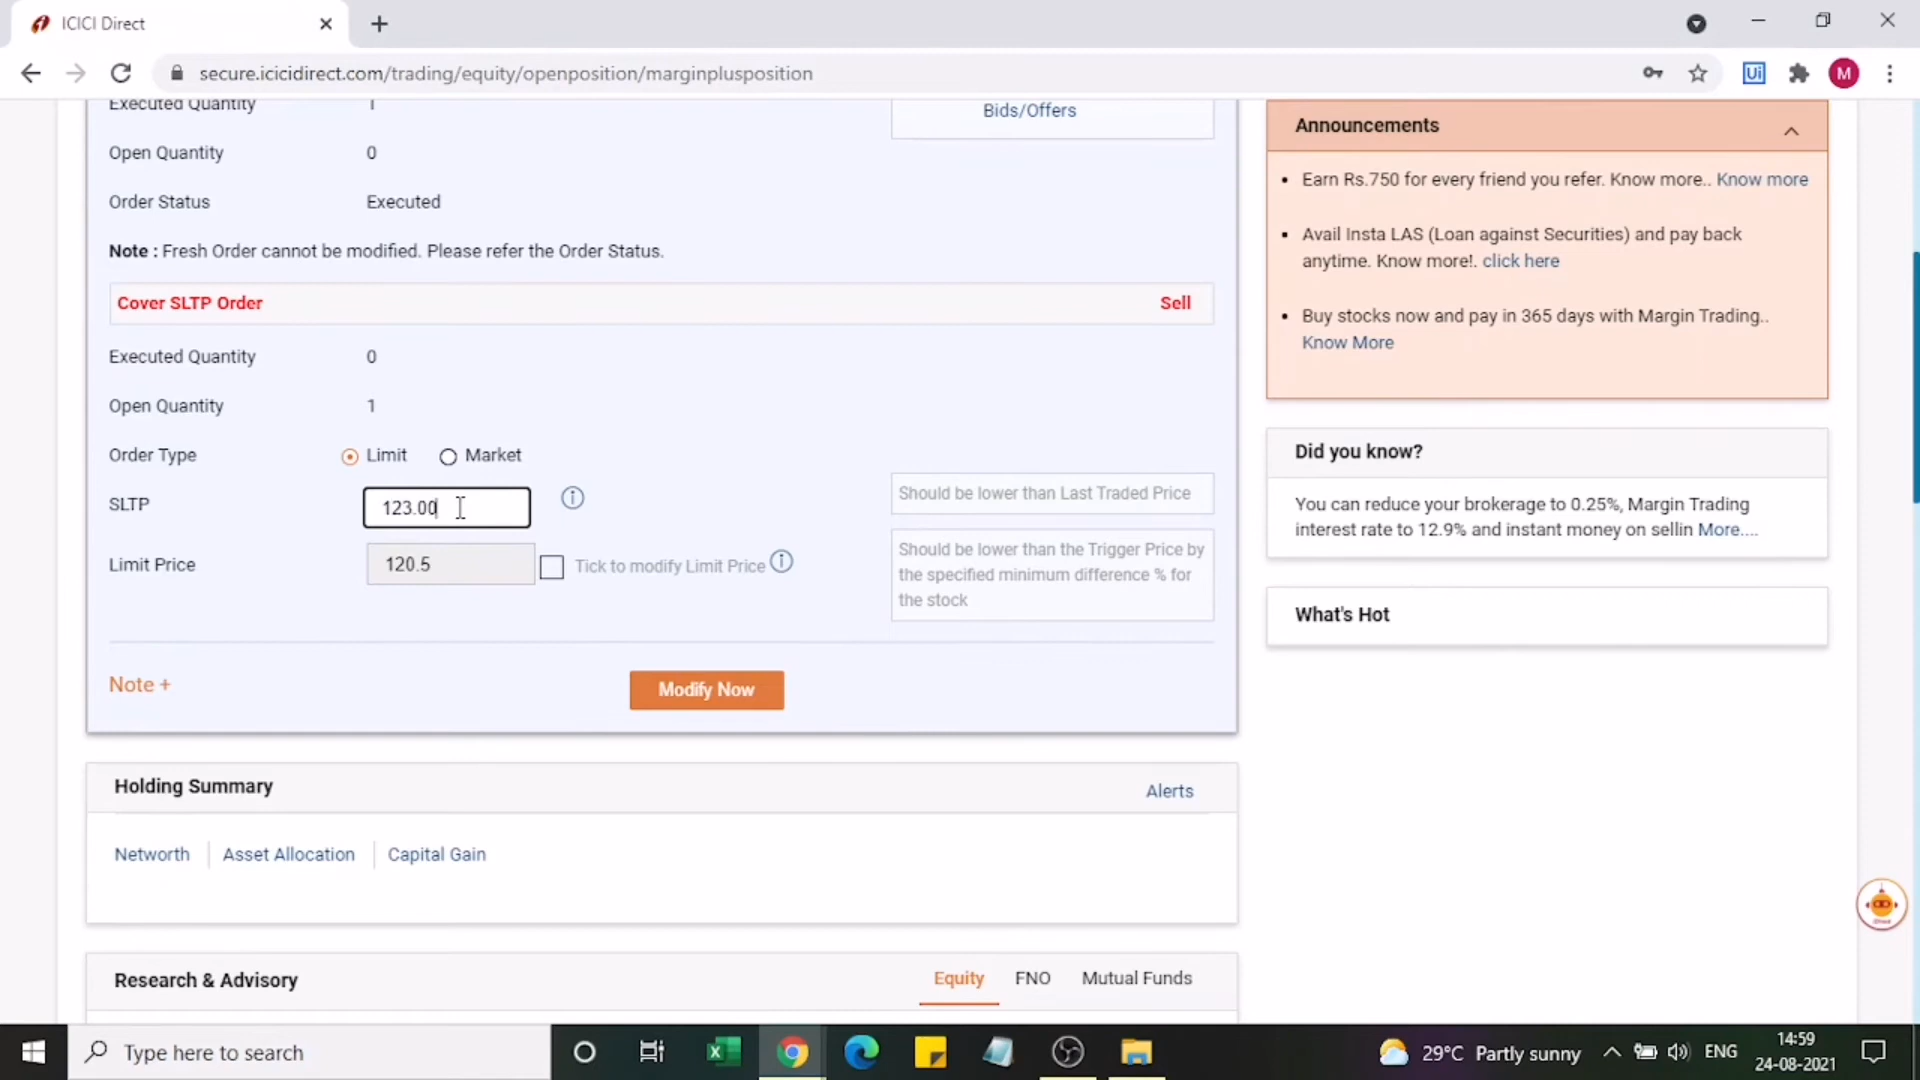 ICICI Direct
secure.icicidirect.com/trading/equity/openposition/marginplusposition
Ui
M
Executed Quantity 1
Bids/Offers
Open Quantity 0
Order Status Executed
Note : Fresh Order cannot be modified. Please refer the Order Status.
Cover SLTP Order Sell
Executed Quantity 0
Open Quantity 1
Order Type Limit Market
SLTP 123.00
Should be lower than Last Traded Price
Limit Price 120.5 Tick to modify Limit Price
Should be lower than the Trigger Price by
the specified minimum difference % for
the stock
Note +
Modify Now
Holding Summary
Alerts
Networth Asset Allocation Capital Gain
Research & Advisory
Equity FNO Mutual Funds
Announcements
Earn Rs.750 for every friend you refer. Know more.. Know more
Avail Insta LAS (Loan against Securities) and pay back
anytime. Know more!. click here
Buy stocks now and pay in 365 days with Margin Trading..
Know More
Did you know?
You can reduce your brokerage to 0.25%, Margin Trading
interest rate to 12.9% and instant money on sellin More....
What's Hot
Type here to search
29°C Partly sunny
ENG
14:59
24-08-2021